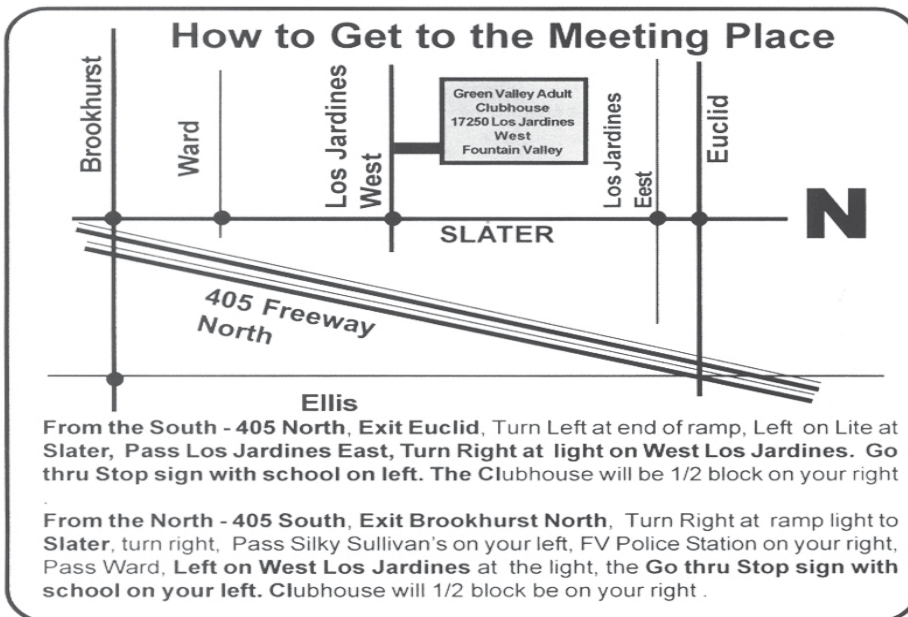 How to Get to the Meeting Place
Brookhurst
Ward
Los Jardines
West
Green Valley Adult
Clubhouse
17250 Los Jardines
West
Fountain Valley
Los Jardines
Eest
Euclid
N
SLATER
405 Freeway
North
Ellis
From the South - 405 North, Exit Euclid, Turn Left at end of ramp, Left on Lite at
Slater, Pass Los Jardines East, Turn Right at light on West Los Jardines. Go
thru Stop sign with school on left. The Clubhouse will be 1/2 block on your right
.
From the North - 405 South, Exit Brookhurst North, Turn Right at ramp light to
Slater, turn right, Pass Silky Sullivan's on your left, FV Police Station on your right,
Pass Ward, Left on West Los Jardines at the light, the Go thru Stop sign with
school on your left. Clubhouse will 1/2 block be on your right .